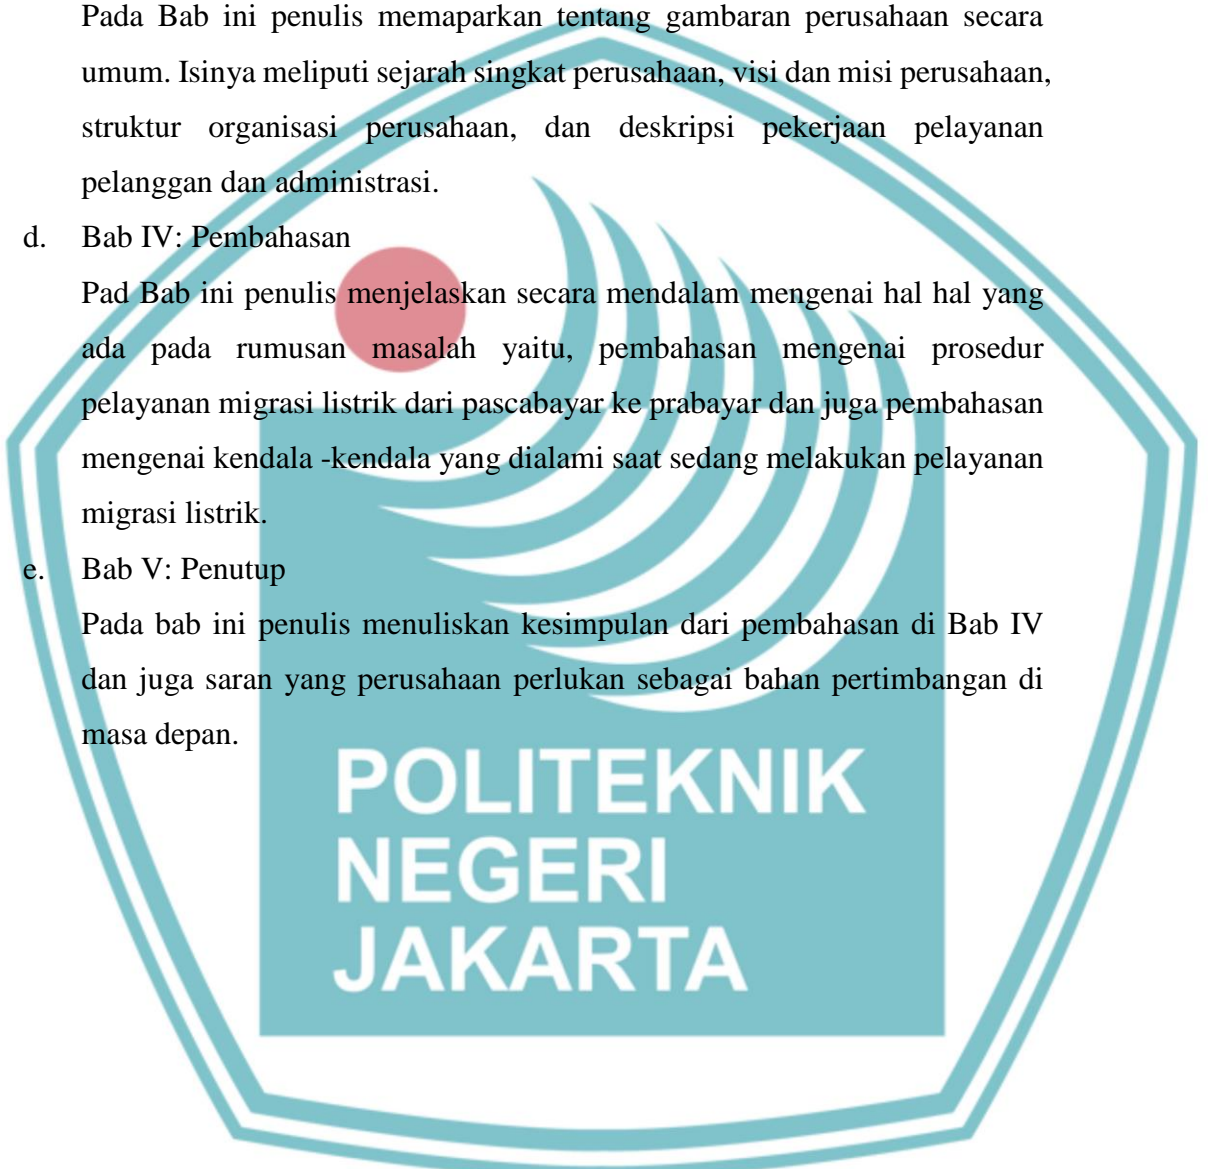 Pada Bab ini penulis memaparkan tentang gambaran perusahaan secara
umum. Isinya meliputi sejarah singkat perusahaan, visi dan misi perusahaan,
struktur organisasi perusahaan, dan deskripsi pekerjaan pelayanan
pelanggan dan administrasi.
d. Bab IV: Pembahasan
Pad Bab ini penulis menjelaskan secara mendalam mengenai hal hal yang
ada pada rumusan masalah yaitu, pembahasan mengenai prosedur
pelayanan migrasi listrik dari pascabayar ke prabayar dan juga pembahasan
mengenai kendala -kendala yang dialami saat sedang melakukan pelayanan
migrasi listrik.
e. Bab V: Penutup
Pada bab ini penulis menuliskan kesimpulan dari pembahasan di Bab IV
dan juga saran yang perusahaan perlukan sebagai bahan pertimbangan di
masa depan.
POLITEKNIK
NEGERI
JAKARTA